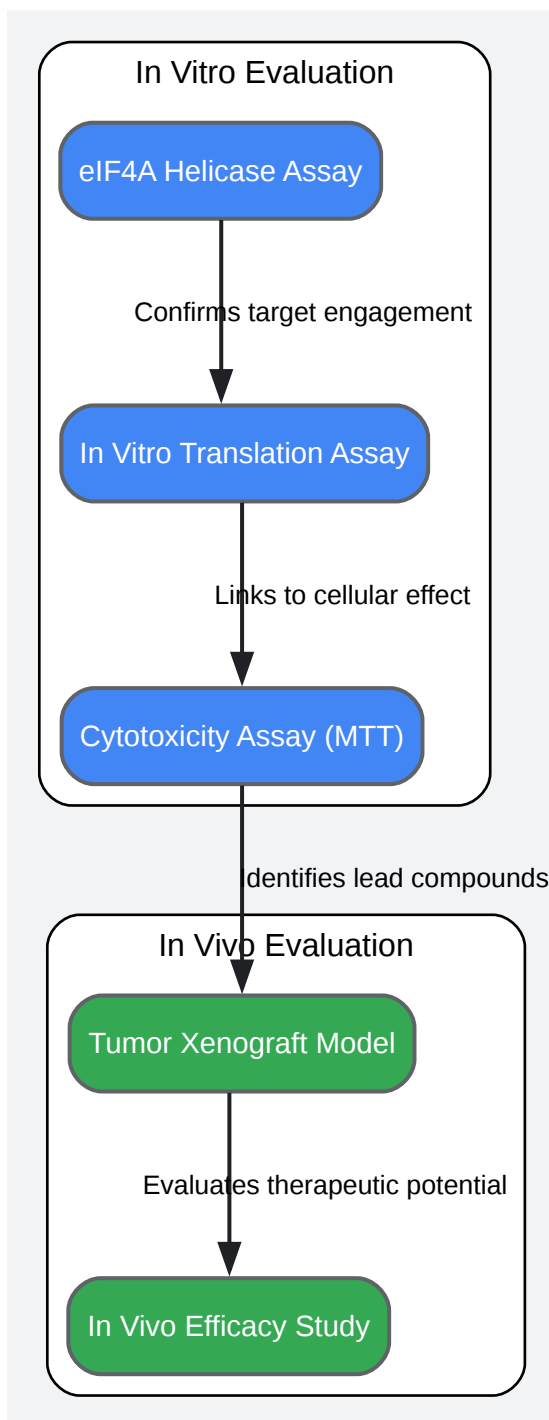 In Vitro Evaluation
eIF4A Helicase Assay
Confirms target engagement
In Vitro Translation Assay
Links to cellular effect
Cytotoxicity Assay (MTT)
Identifies lead compounds
In Vivo Evaluation
Tumor Xenograft Model
Evaluates therapeutic potential
In Vivo Efficacy Study